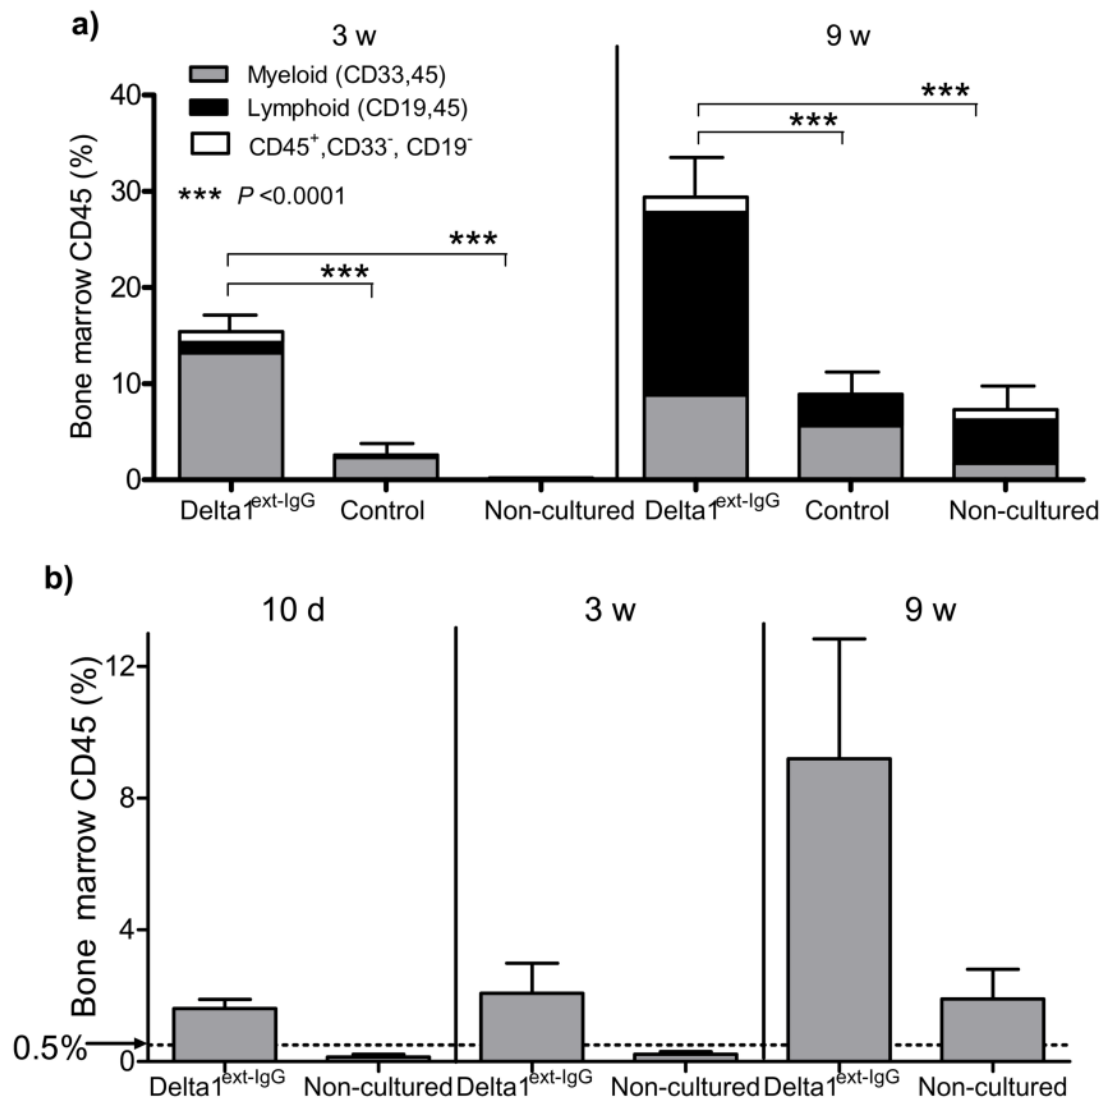 a)
3 w
9 w
Myeloid (CD33,45)
Lymphoid (CD19,45)
CD45⁺,CD33⁻, CD19⁻
*** P <0.0001
***
***
***
***
Bone marrow CD45 (%)
40
30
20
10
0
Delta1ᵉˣᵗ⁻ᴵᵍᴳ Control Non-cultured Delta1ᵉˣᵗ⁻ᴵᵍᴳ Control Non-cultured
b)
10 d
3 w
9 w
Bone marrow CD45 (%)
12
8
4
0.5%
0
Delta1ᵉˣᵗ⁻ᴵᵍᴳ Non-cultured Delta1ᵉˣᵗ⁻ᴵᵍᴳ Non-cultured Delta1ᵉˣᵗ⁻ᴵᵍᴳ Non-cultured